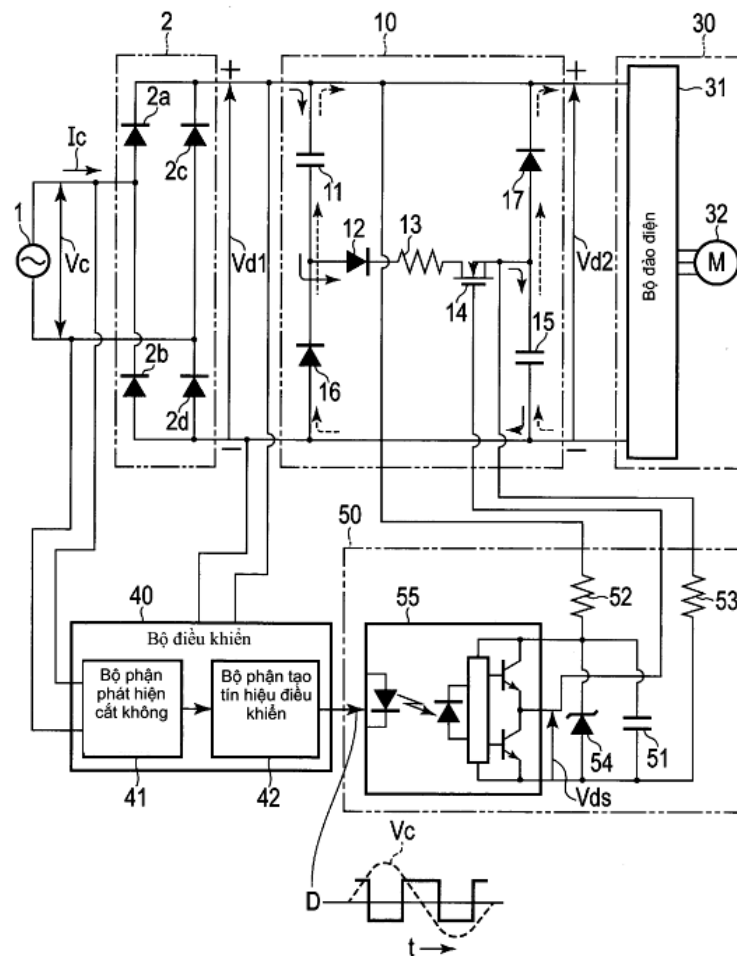 2
10
30
+
+
31
2a
Ic
2c
11
17
32
1
Vc
Vd1
12
13
Vd2
M
14
Bộ đảo điện
15
2b
16
2d
−
−
50
40
52
53
Bộ điều khiển
55
Bộ phận phát hiện cắt không
Bộ phận tạo tín hiệu điều khiển
54
51
41
42
Vds
Vc
D
t